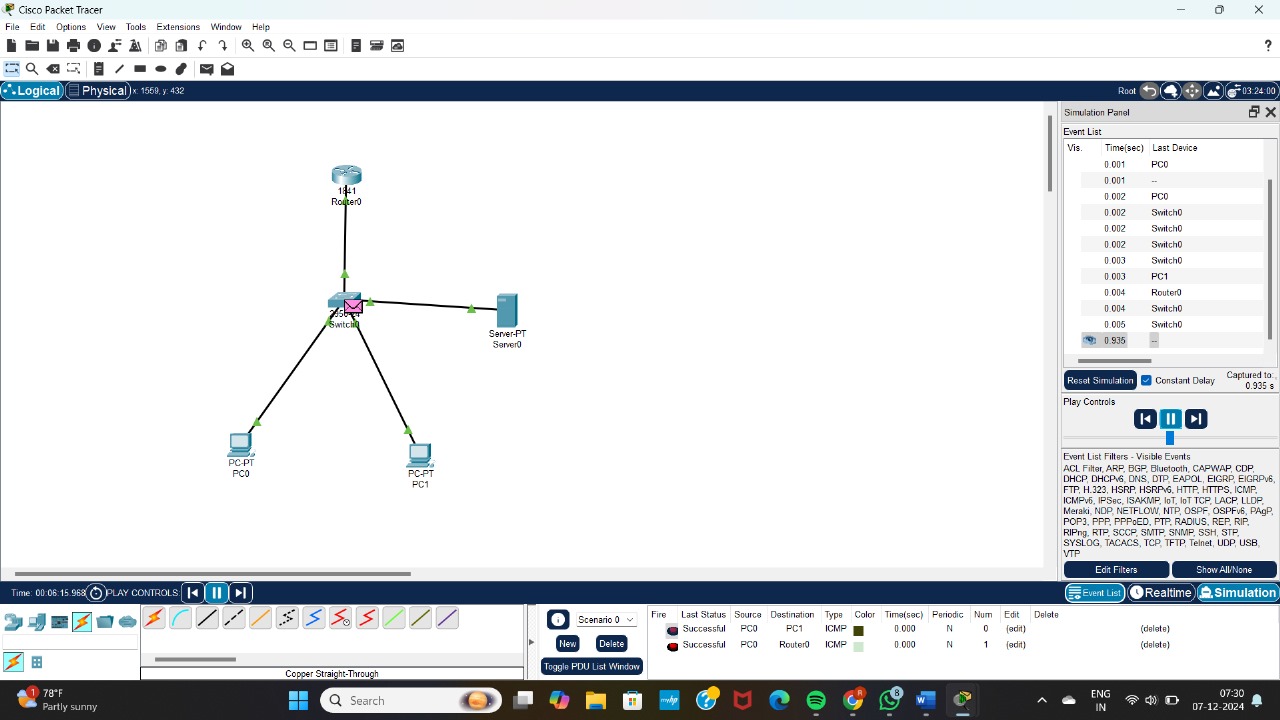 Cisco Packet Tracer
File Edit Options View Tools Extensions Window Help
?
Logical Physical x: 1559, y: 432 Root 03:24:00
1841
Router0
Switch0
Server-PT
Server0
PC-PT
PC0
PC-PT
PC1
Simulation Panel
Event List
Vis. Time(sec) Last Device
0.001 PC0
0.001 --
0.002 PC0
0.002 Switch0
0.002 Switch0
0.002 Switch0
0.003 Switch0
0.003 PC1
0.004 Router0
0.004 Switch0
0.005 Switch0
0.935 --
Reset Simulation Constant Delay Captured to:
0.935 s
Play Controls
Event List Filters - Visible Events
ACL Filter, ARP, BGP, Bluetooth, CAPWAP, CDP,
DHCP, DHCPv6, DNS, DTP, EAPOL, EIGRP, EIGRPv6,
FTP, H.323, HSRP, HSRPv6, HTTP, HTTPS, ICMP,
ICMPv6, IPSec, ISAKMP, IoT, IoT TCP, LACP, LLDP,
Meraki, NDP, NETFLOW, NTP, OSPF, OSPFv6, PAgP,
POP3, PPP, PPPoED, PTP, RADIUS, REP, RIP,
RIPng, RTP, SCCP, SMTP, SNMP, SSH, STP,
SYSLOG, TACACS, TCP, TFTP, Telnet, UDP, USB,
VTP
Edit Filters Show All/None
Time: 00:06:15.968 PLAY CONTROLS: Event List Realtime Simulation
Copper Straight-Through
Scenario 0
New Delete
Toggle PDU List Window
Fire Last Status Source Destination Type Color Time(sec) Periodic Num Edit Delete
Successful PC0 PC1 ICMP 0.000 N 0 (edit) (delete)
Successful PC0 Router0 ICMP 0.000 N 1 (edit) (delete)
1 78°F
Partly sunny
Search
myhp
R
8
ENG
IN
07:30
07-12-2024